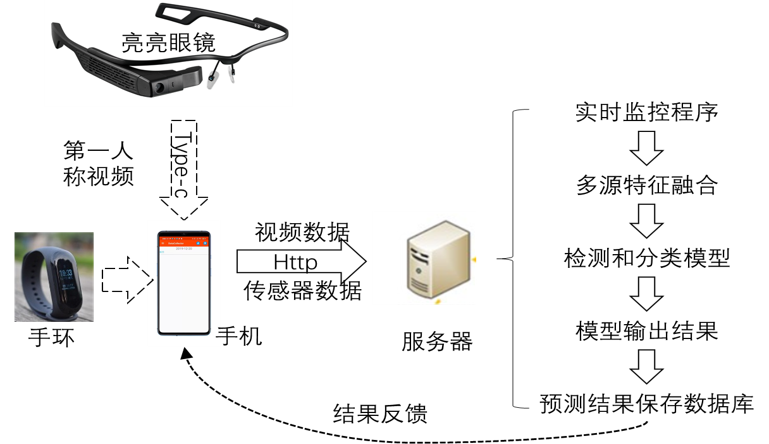 亮亮眼镜
第一人
称视频
Type-c
手环
手机
视频数据
Http
传感器数据
服务器
实时监控程序
多源特征融合
检测和分类模型
模型输出结果
预测结果保存数据库
结果反馈